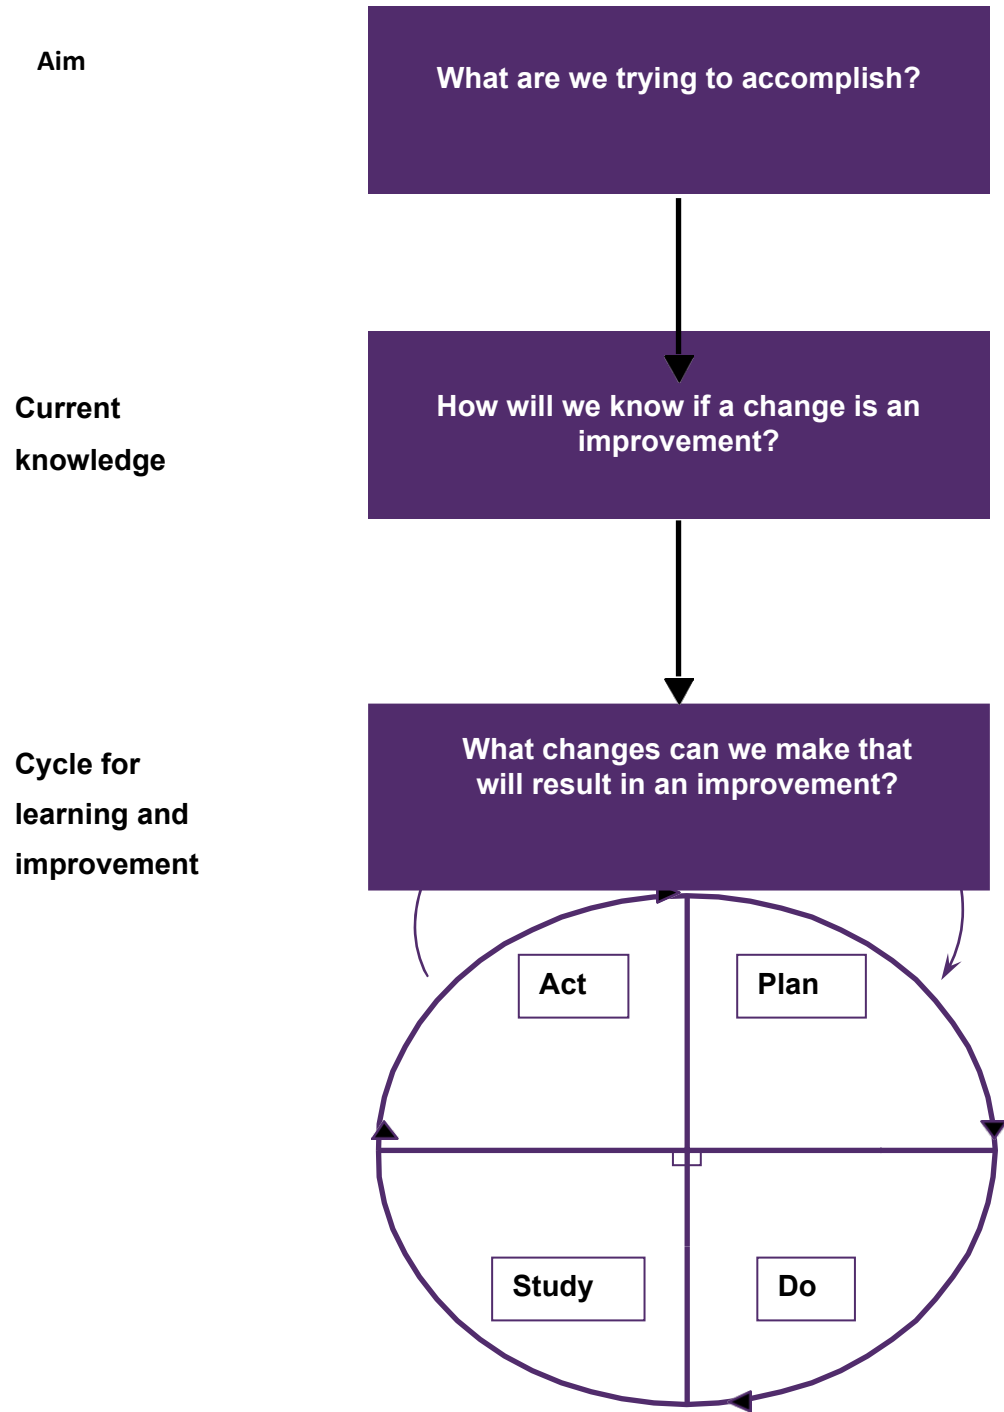 Aim
What are we trying to accomplish?
Current
knowledge
How will we know if a change is an
improvement?
Cycle for
learning and
improvement
What changes can we make that
will result in an improvement?
Act
Plan
Study
Do